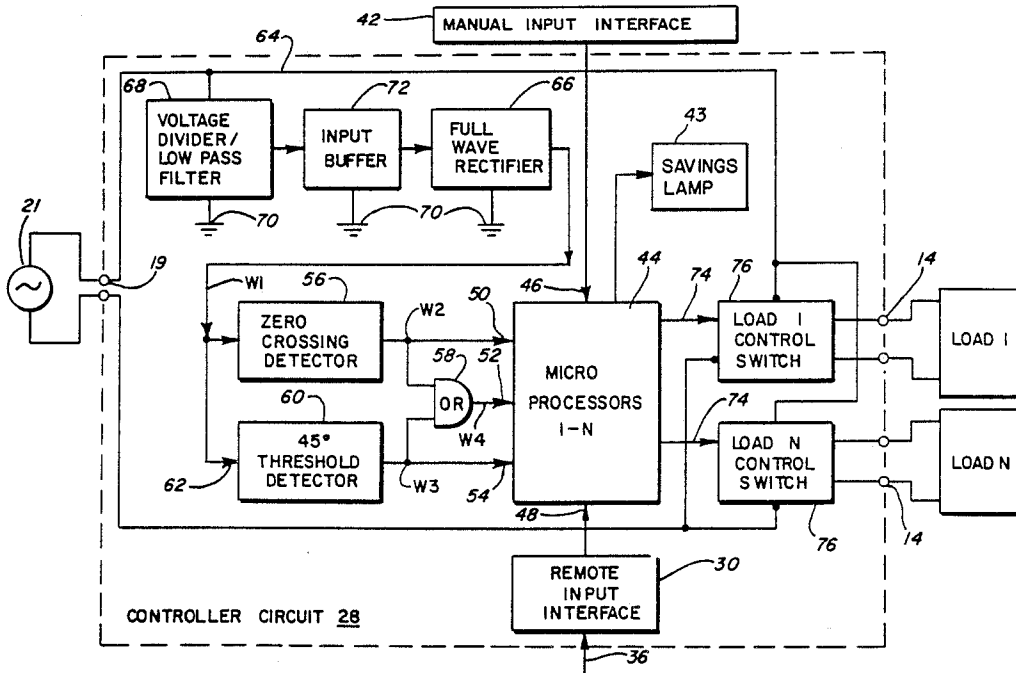 42
MANUAL INPUT INTERFACE
64
68
VOLTAGE
DIVIDER/
LOW PASS
FILTER
70
72
INPUT
BUFFER
70
66
FULL
WAVE
RECTIFIER
43
SAVINGS
LAMP
21
19
W1
56
ZERO
CROSSING
DETECTOR
W2
50
58
OR
52
W4
60
45°
THRESHOLD
DETECTOR
62
W3
54
46
44
MICRO
PROCESSORS
1-N
48
74
76
LOAD 1
CONTROL
SWITCH
14
LOAD 1
74
LOAD N
CONTROL
SWITCH
76
14
LOAD N
30
REMOTE
INPUT
INTERFACE
36
CONTROLLER CIRCUIT 28